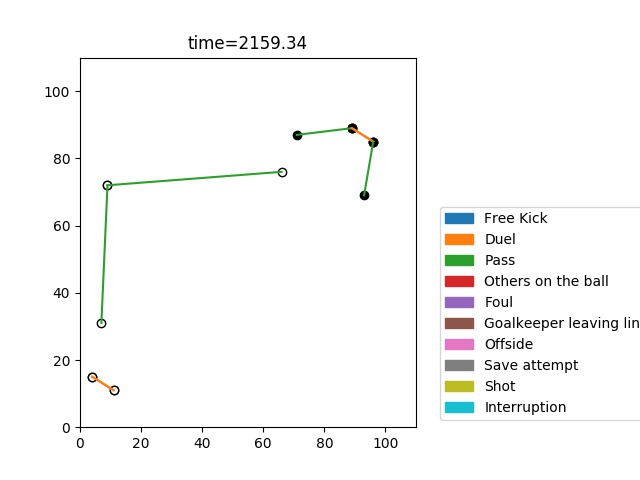 time=2159.34
100
80
60
40
20
0
0 20 40 60 80 100
Free Kick
Duel
Pass
Others on the ball
Foul
Goalkeeper leaving lin
Offside
Save attempt
Shot
Interruption